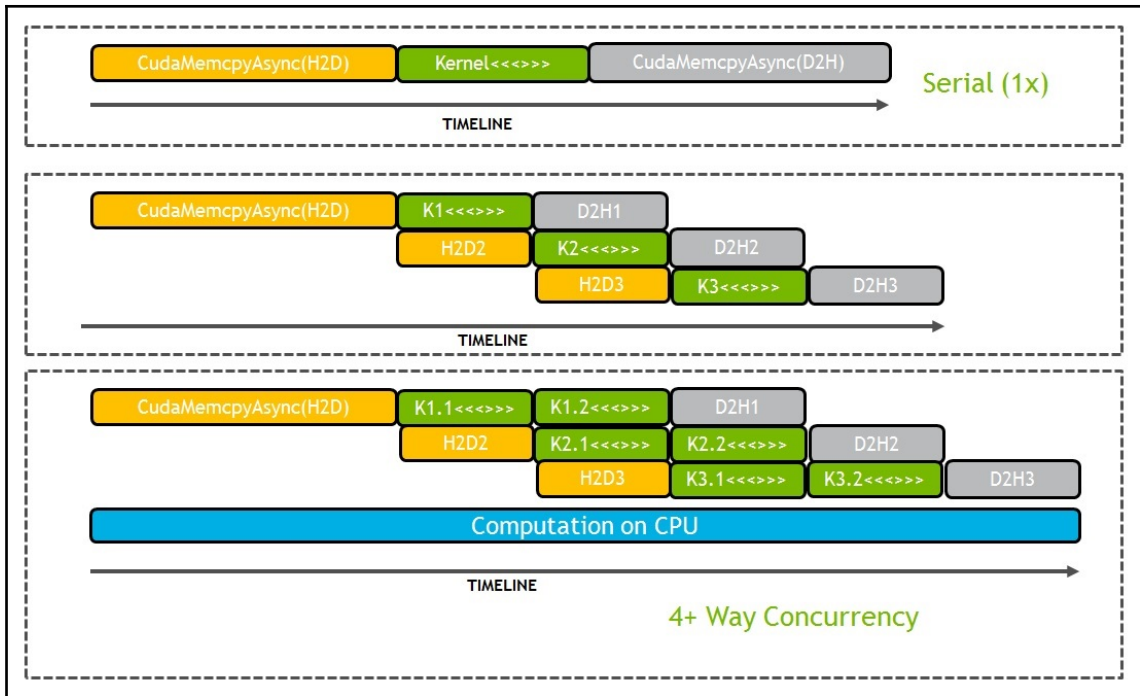 CudaMemcpyAsync(H2D) Kernel<<<>>> CudaMemcpyAsync(D2H)
Serial (1x)
TIMELINE
CudaMemcpyAsync(H2D) K1<<<>>> D2H1
H2D2 K2<<<>>> D2H2
H2D3 K3<<<>>> D2H3
TIMELINE
CudaMemcpyAsync(H2D) K1.1<<<>>> K1.2<<<>>> D2H1
H2D2 K2.1<<<>>> K2.2<<<>>> D2H2
H2D3 K3.1<<<>>> K3.2<<<>>> D2H3
Computation on CPU
TIMELINE
4+ Way Concurrency